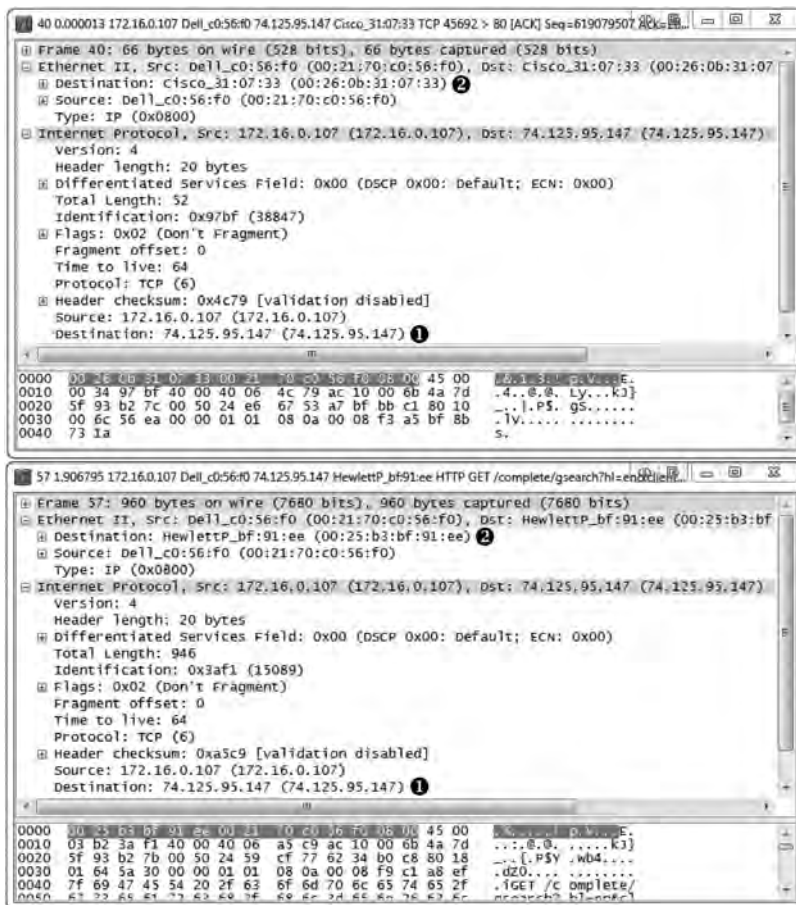 40 0.000013 172.16.0.107 Dell_c0:56:f0 74.125.95.147 Cisco_31:07:33 TCP 45692 > 80 [ACK] Seq=619079507
Frame 40: 66 bytes on wire (528 bits), 66 bytes captured (528 bits)
Ethernet II, Src: Dell_c0:56:f0 (00:21:70:c0:56:f0), Dst: Cisco_31:07:33 (00:26:0b:31:07
Destination: Cisco_31:07:33 (00:26:0b:31:07:33) ❷
Source: Dell_c0:56:f0 (00:21:70:c0:56:f0)
Type: IP (0x0800)
Internet Protocol, Src: 172.16.0.107 (172.16.0.107), Dst: 74.125.95.147 (74.125.95.147)
Version: 4
Header length: 20 bytes
Differentiated Services Field: 0x00 (DSCP 0x00: Default; ECN: 0x00)
Total Length: 52
Identification: 0x97bf (38847)
Flags: 0x02 (Don't Fragment)
Fragment offset: 0
Time to live: 64
Protocol: TCP (6)
Header checksum: 0x4c79 [validation disabled]
Source: 172.16.0.107 (172.16.0.107)
Destination: 74.125.95.147 (74.125.95.147) ❶
0000 00 26 0b 31 07 33 00 21 70 c0 56 f0 08 00 45 00 .&.1.3.! p.V...E.
0010 00 34 97 bf 40 00 40 06 4c 79 ac 10 00 6b 4a 7d .4..@.@. Ly...kJ}
0020 5f 93 b2 7c 00 50 24 e6 67 53 a7 bf bb c1 80 10 _..|.P$. gS......
0030 00 6c 56 ea 00 00 01 01 08 0a 00 08 f3 a5 bf 8b .lV.....
0040 73 1a s.
57 1.906795 172.16.0.107 Dell_c0:56:f0 74.125.95.147 HewlettP_bf:91:ee HTTP GET /complete/gsearch?hl=en&client...
Frame 57: 960 bytes on wire (7680 bits), 960 bytes captured (7680 bits)
Ethernet II, Src: Dell_c0:56:f0 (00:21:70:c0:56:f0), Dst: HewlettP_bf:91:ee (00:25:b3:bf
Destination: HewlettP_bf:91:ee (00:25:b3:bf:91:ee) ❷
Source: Dell_c0:56:f0 (00:21:70:c0:56:f0)
Type: IP (0x0800)
Internet Protocol, Src: 172.16.0.107 (172.16.0.107), Dst: 74.125.95.147 (74.125.95.147)
Version: 4
Header length: 20 bytes
Differentiated Services Field: 0x00 (DSCP 0x00: Default; ECN: 0x00)
Total Length: 946
Identification: 0x3af1 (15089)
Flags: 0x02 (Don't Fragment)
Fragment offset: 0
Time to live: 64
Protocol: TCP (6)
Header checksum: 0xa5c9 [validation disabled]
Source: 172.16.0.107 (172.16.0.107)
Destination: 74.125.95.147 (74.125.95.147) ❶
0000 00 25 b3 bf 91 ee 00 21 70 c0 56 f0 08 00 45 00 .%.....! p.V...E.
0010 03 b2 3a f1 40 00 40 06 a5 c9 ac 10 00 6b 4a 7d ..:.@.@. .....kJ}
0020 5f 93 b2 7b 00 50 24 59 cf 77 62 34 b0 c8 80 18 _..{.P$Y .wb4....
0030 01 64 5a 30 00 00 01 01 08 0a 00 08 f9 c1 a8 ef .dZ0.... ........
0040 7f 69 47 45 54 20 2f 63 6f 6d 70 6c 65 74 65 2f .iGET /c omplete/